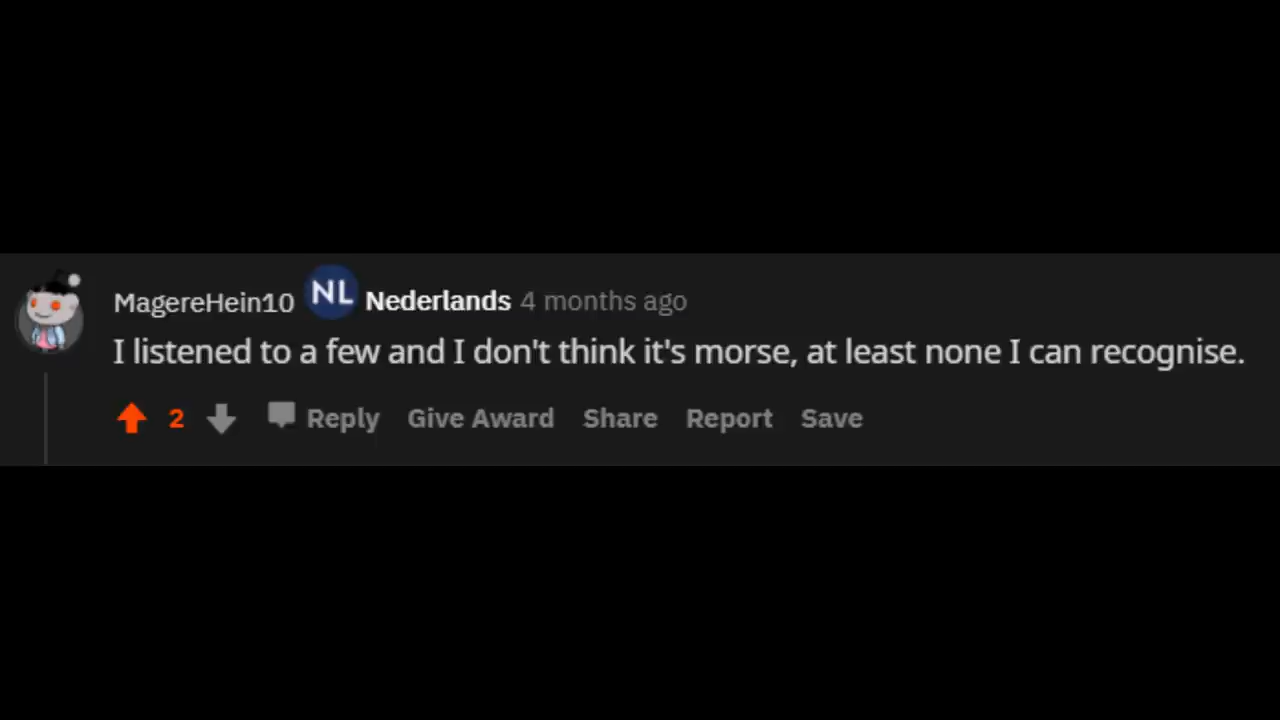 MagereHein10 NL Nederlands 4 months ago
I listened to a few and I don't think it's morse, at least none I can recognise.
2 Reply Give Award Share Report Save